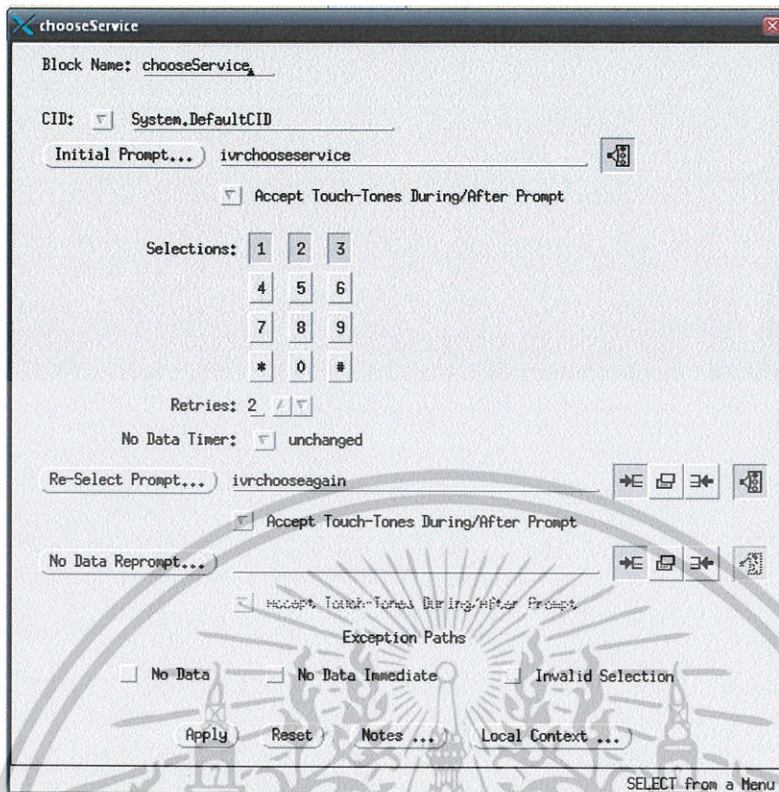 chooseService
Block Name: chooseService
CID: System.DefaultCID
Initial Prompt... ivrchooseservice
Accept Touch-Tones During/After Prompt
Selections: 1 2 3
4 5 6
7 8 9
* 0 #
Retries: 2
No Data Timer: unchanged
Re-Select Prompt... ivrchooseagain
Accept Touch-Tones During/After Prompt
No Data Reprompt...
Accept Touch-Tones During/After Prompt
Exception Paths
No Data No Data Immediate Invalid Selection
Apply Reset Notes ... Local Context ...
SELECT from a Menu